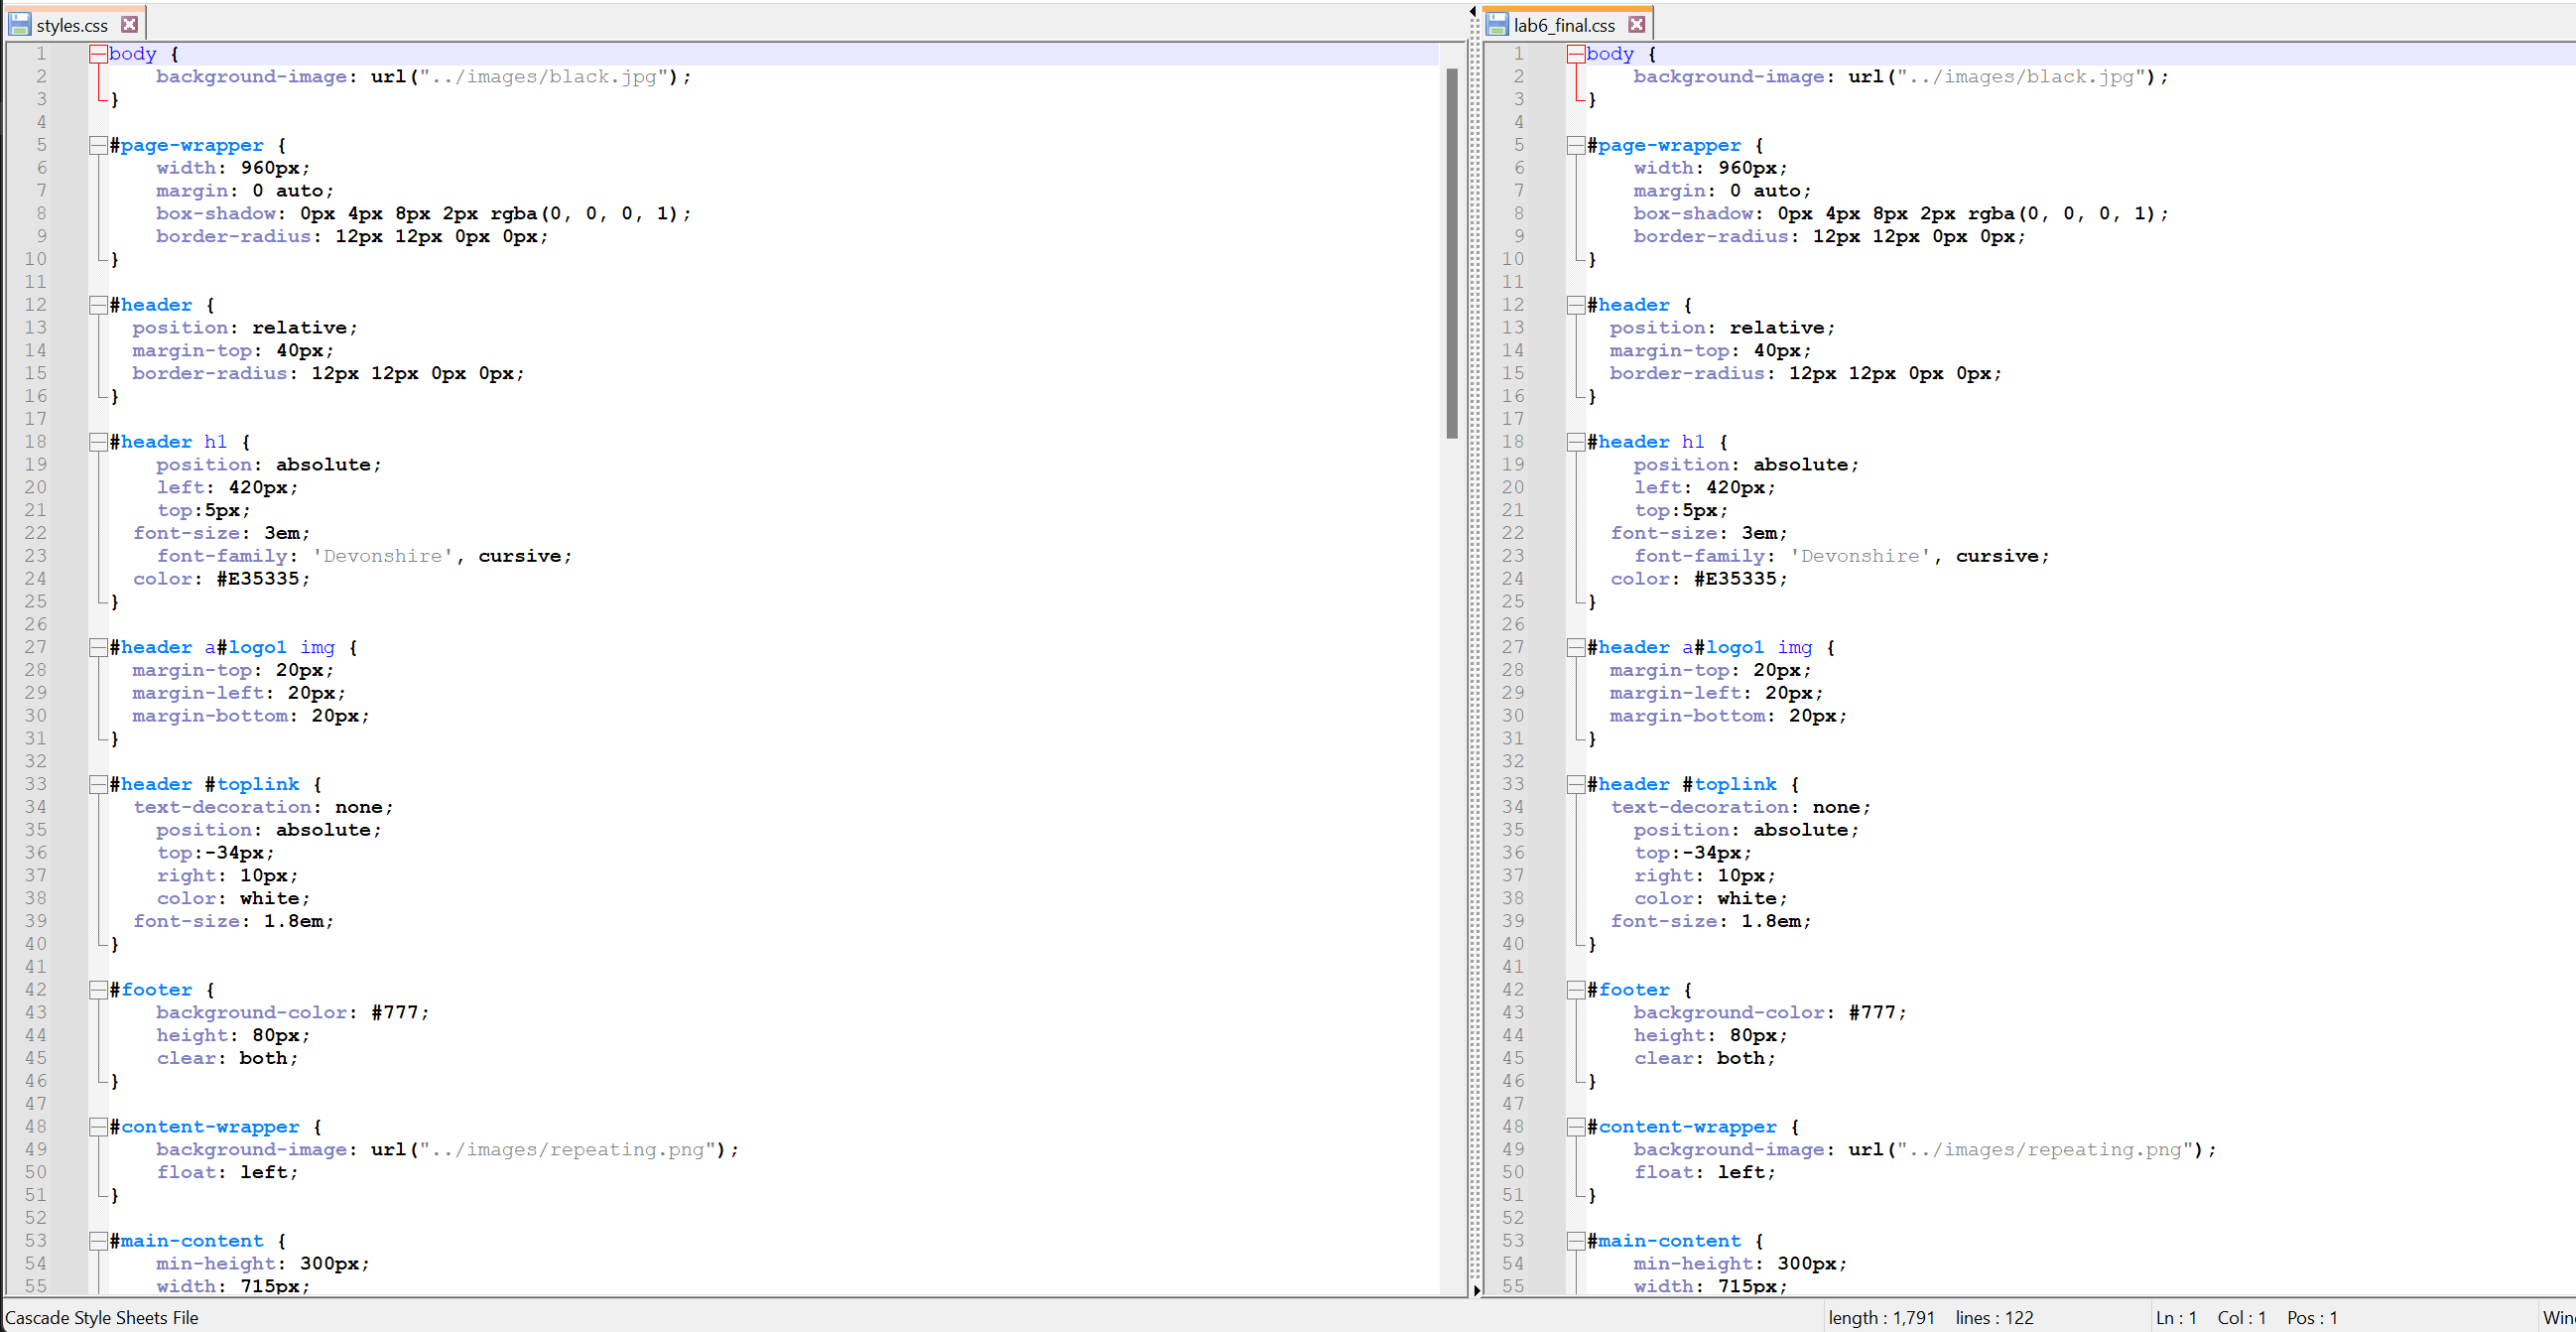 styles.css
1 body {
2     background-image: url("../images/black.jpg");
3 }
4
5 #page-wrapper {
6     width: 960px;
7     margin: 0 auto;
8     box-shadow: 0px 4px 8px 2px rgba(0, 0, 0, 1);
9     border-radius: 12px 12px 0px 0px;
10 }
11
12 #header {
13   position: relative;
14   margin-top: 40px;
15   border-radius: 12px 12px 0px 0px;
16 }
17
18 #header h1 {
19     position: absolute;
20     left: 420px;
21     top:5px;
22   font-size: 3em;
23     font-family: 'Devonshire', cursive;
24   color: #E35335;
25 }
26
27 #header a#logo1 img {
28   margin-top: 20px;
29   margin-left: 20px;
30   margin-bottom: 20px;
31 }
32
33 #header #toplink {
34   text-decoration: none;
35     position: absolute;
36     top:-34px;
37     right: 10px;
38     color: white;
39   font-size: 1.8em;
40 }
41
42 #footer {
43     background-color: #777;
44     height: 80px;
45     clear: both;
46 }
47
48 #content-wrapper {
49     background-image: url("../images/repeating.png");
50     float: left;
51 }
52
53 #main-content {
54     min-height: 300px;
55     width: 715px;
lab6_final.css
1 body {
2     background-image: url("../images/black.jpg");
3 }
4
5 #page-wrapper {
6     width: 960px;
7     margin: 0 auto;
8     box-shadow: 0px 4px 8px 2px rgba(0, 0, 0, 1);
9     border-radius: 12px 12px 0px 0px;
10 }
11
12 #header {
13   position: relative;
14   margin-top: 40px;
15   border-radius: 12px 12px 0px 0px;
16 }
17
18 #header h1 {
19     position: absolute;
20     left: 420px;
21     top:5px;
22   font-size: 3em;
23     font-family: 'Devonshire', cursive;
24   color: #E35335;
25 }
26
27 #header a#logo1 img {
28   margin-top: 20px;
29   margin-left: 20px;
30   margin-bottom: 20px;
31 }
32
33 #header #toplink {
34   text-decoration: none;
35     position: absolute;
36     top:-34px;
37     right: 10px;
38     color: white;
39   font-size: 1.8em;
40 }
41
42 #footer {
43     background-color: #777;
44     height: 80px;
45     clear: both;
46 }
47
48 #content-wrapper {
49     background-image: url("../images/repeating.png");
50     float: left;
51 }
52
53 #main-content {
54     min-height: 300px;
55     width: 715px;
Cascade Style Sheets File length : 1,791 lines : 122 Ln : 1 Col : 1 Pos : 1